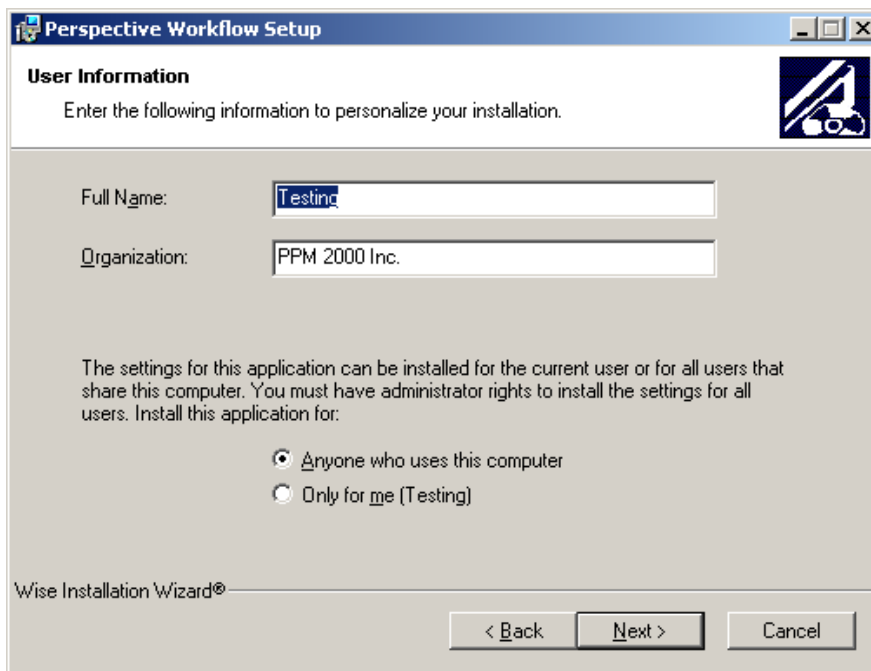 Perspective Workflow Setup
User Information
Enter the following information to personalize your installation.
Full Name:
Testing
Organization:
PPM 2000 Inc.
The settings for this application can be installed for the current user or for all users that
share this computer. You must have administrator rights to install the settings for all
users. Install this application for:
Anyone who uses this computer
Only for me (Testing)
Wise Installation Wizard®
< Back
Next >
Cancel